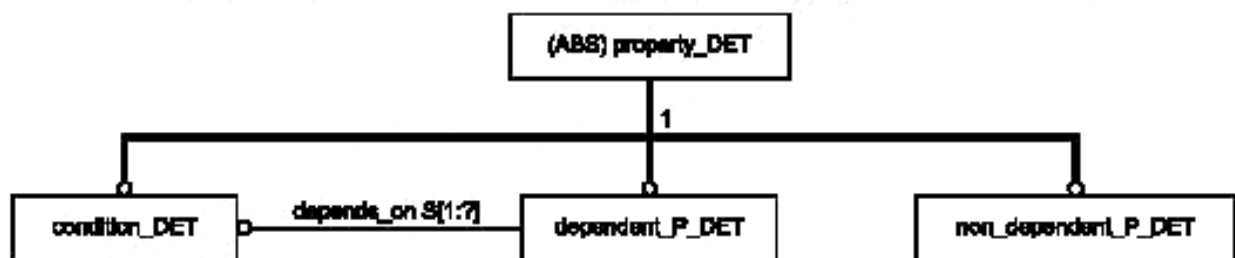 (ABS) property_DET
1
condition_DET
depends_on S[1:?]
dependent_P_DET
non_dependent_P_DET